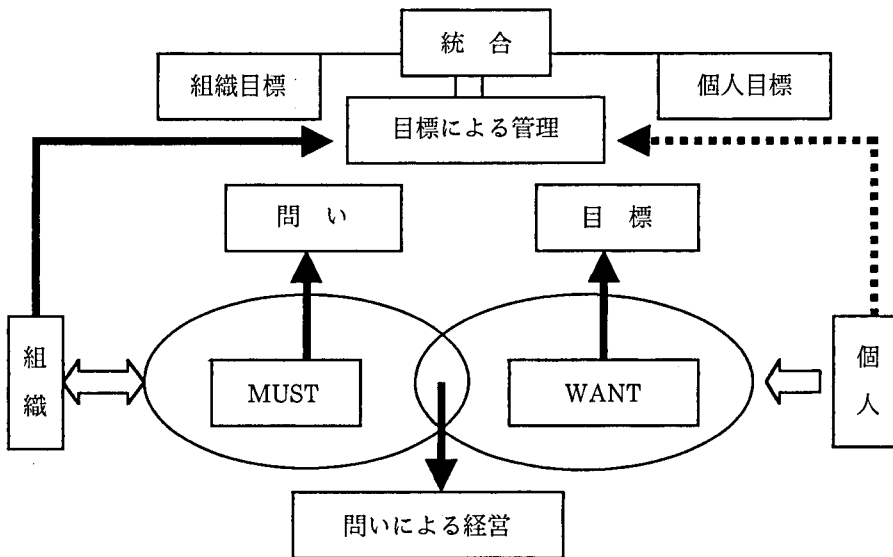 統 合
組織目標
個人目標
目標による管理
問 い
目 標
組織
MUST
WANT
個人
問いによる経営